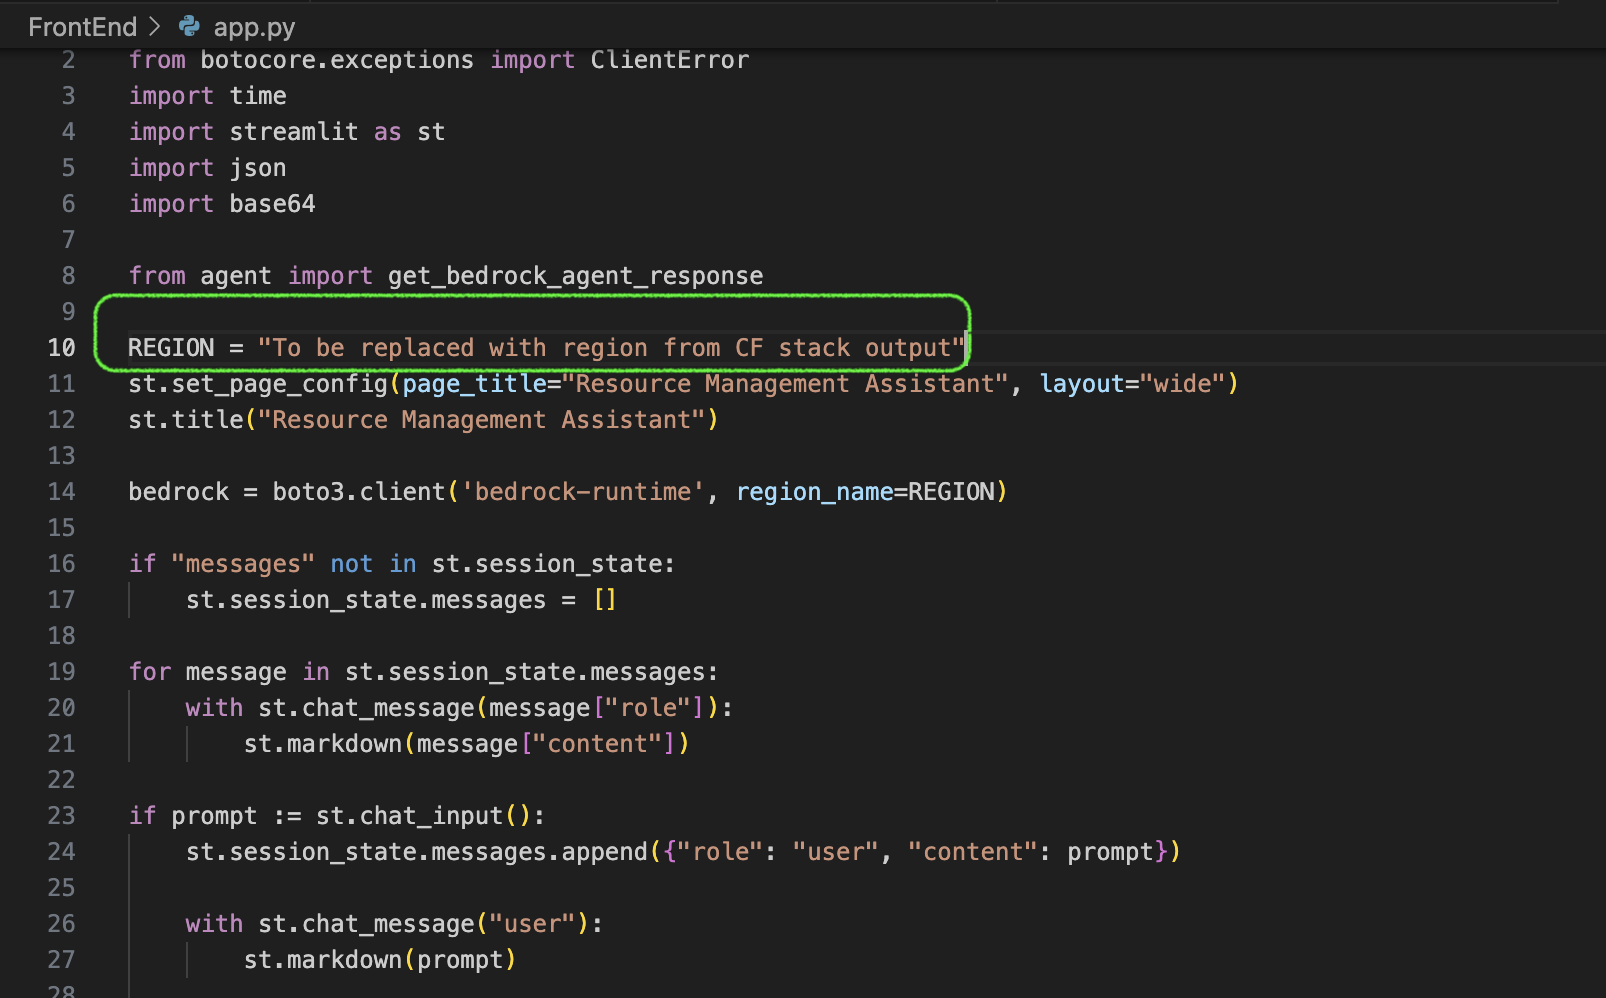 FrontEnd > app.py
2 from botocore.exceptions import ClientError
3 import time
4 import streamlit as st
5 import json
6 import base64
7
8 from agent import get_bedrock_agent_response
9
10 REGION = "To be replaced with region from CF stack output"
11 st.set_page_config(page_title="Resource Management Assistant", layout="wide")
12 st.title("Resource Management Assistant")
13
14 bedrock = boto3.client('bedrock-runtime', region_name=REGION)
15
16 if "messages" not in st.session_state:
17     st.session_state.messages = []
18
19 for message in st.session_state.messages:
20     with st.chat_message(message["role"]):
21         st.markdown(message["content"])
22
23 if prompt := st.chat_input():
24     st.session_state.messages.append({"role": "user", "content": prompt})
25
26     with st.chat_message("user"):
27         st.markdown(prompt)
28